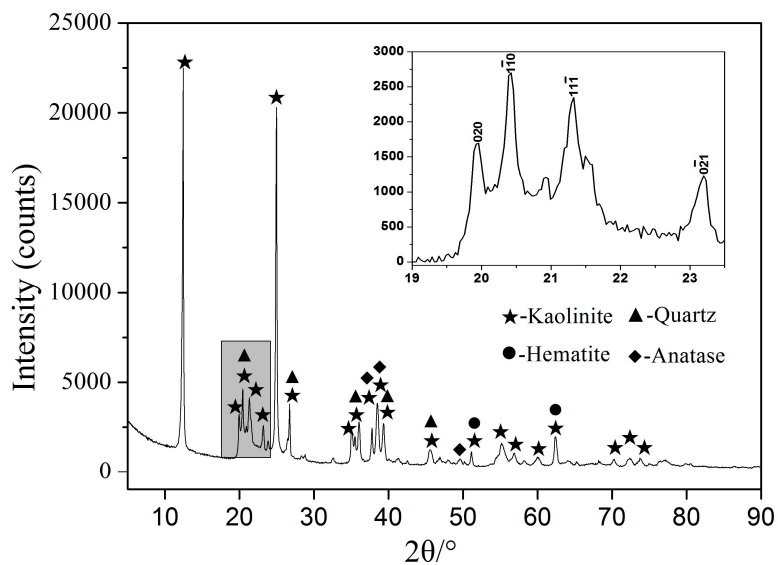 Intensity (counts)
25000
20000
15000
10000
5000
0
10 20 30 40 50 60 70 80 90
2θ/°
3000
2500
2000
1500
1000
500
0
19 20 21 22 23
020
1̅10
11̅1̅
0̅21
★-Kaolinite ▲-Quartz
●-Hematite ◆-Anatase